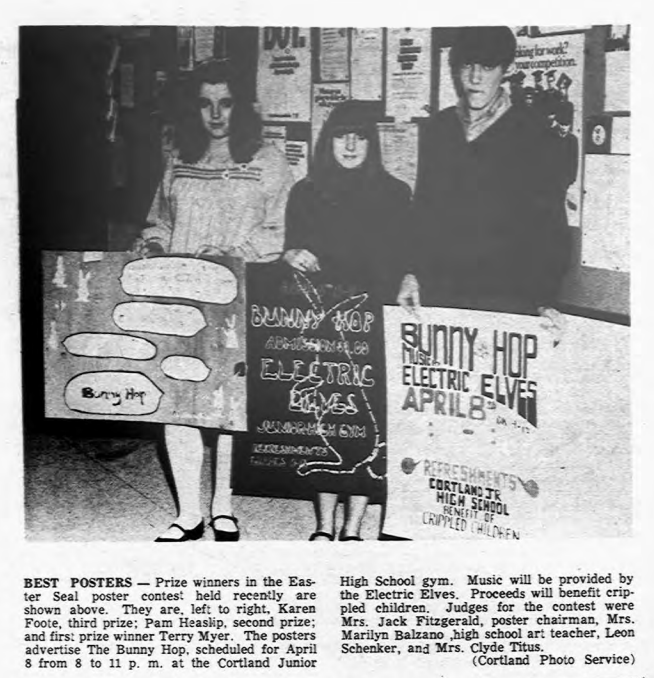 Bunny Hop
BUNNY HOP
ELECTRIC
ELVES
JUNIOR HIGH GYM
REFRESHMENTS
BUNNY HOP
MUSIC
ELECTRIC ELVES
APRIL 8
REFRESHMENTS
CORTLAND JR
HIGH SCHOOL
BENEFIT OF
CRIPPLED CHILDREN
BEST POSTERS — Prize winners in the Eas-
ter Seal poster contest held recently are
shown above. They are, left to right, Karen
Foote, third prize; Pam Heaslip, second prize;
and first prize winner Terry Myer. The posters
advertise The Bunny Hop, scheduled for April
8 from 8 to 11 p. m. at the Cortland Junior
High School gym. Music will be provided by
the Electric Elves. Proceeds will benefit crip-
pled children. Judges for the contest were
Mrs. Jack Fitzgerald, poster chairman, Mrs.
Marilyn Balzano ,high school art teacher, Leon
Schenker, and Mrs. Clyde Titus.
(Cortland Photo Service)